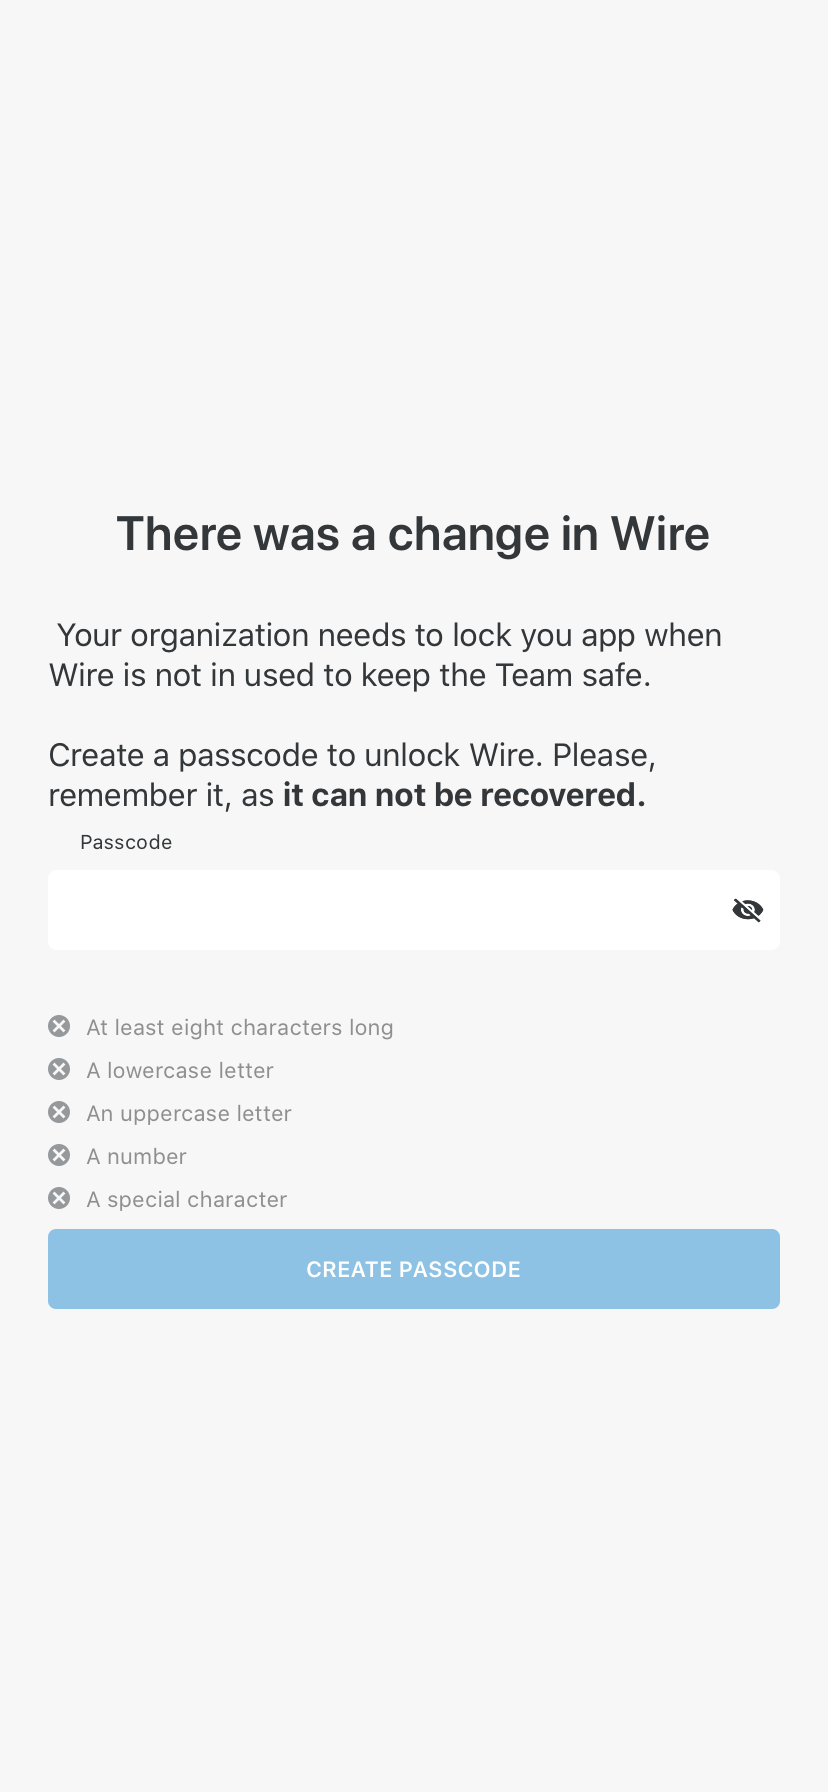 There was a change in Wire
Your organization needs to lock you app when
Wire is not in used to keep the Team safe.
Create a passcode to unlock Wire. Please,
remember it, as it can not be recovered.
Passcode
At least eight characters long
A lowercase letter
An uppercase letter
A number
A special character
CREATE PASSCODE